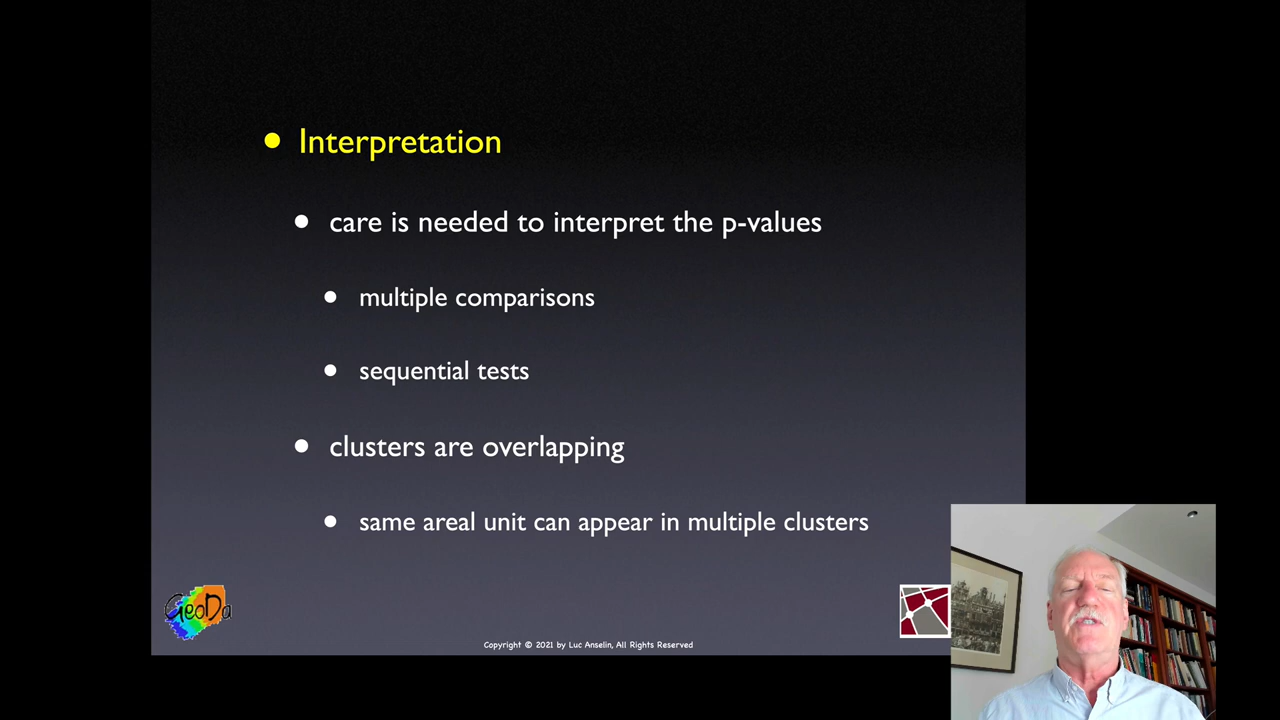 Interpretation
care is needed to interpret the p-values
multiple comparisons
sequential tests
clusters are overlapping
same areal unit can appear in multiple clusters
GeoDa
Copyright © 2021 by Luc Anselin, All Rights Reserved